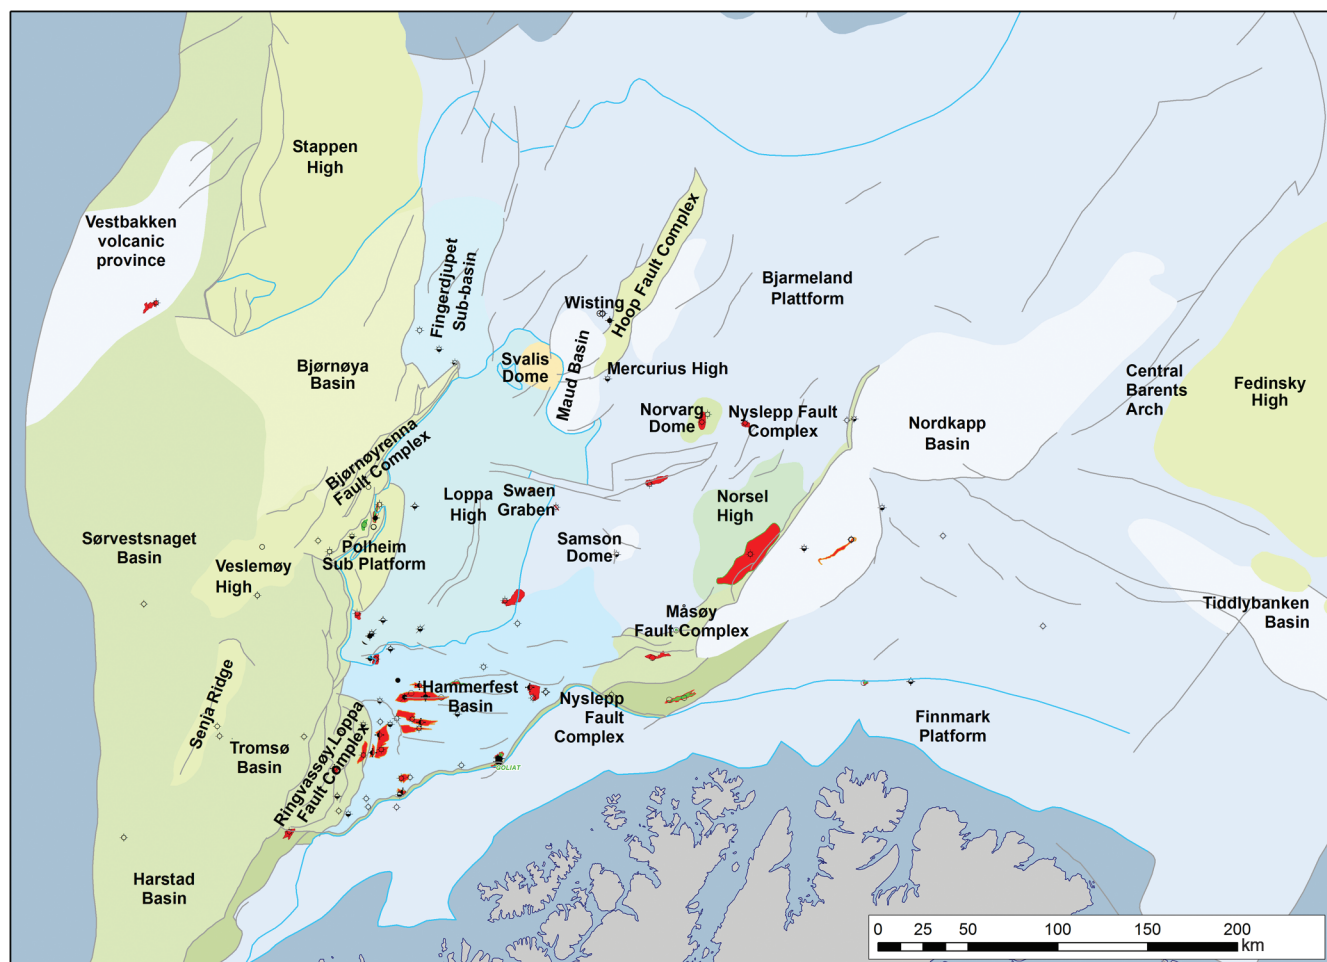 Stappen
High
Vestbakken
volcanic
province
Fingerdjupet
Sub-basin
Hoop Fault Complex
Wisting
Bjarmeland
Plattform
Bjørnøya
Basin
Svalis
Dome
Maud Basin
Mercurius High
Central
Barents
Arch
Fedinsky
High
Norvarg
Dome
Nyslepp Fault
Complex
Nordkapp
Basin
Bjørnøyrenna
Fault Complex
Loppa
High
Swaen
Graben
Norsel
High
Sørvestsnaget
Basin
Samson
Dome
Polheim
Sub Platform
Veslemøy
High
Måsøy
Fault Complex
Tiddlybanken
Basin
Senja Ridge
Hammerfest
Basin
Nyslepp
Fault
Complex
Finnmark
Platform
Tromsø
Basin
Ringvassøy.Loppa
Fault Complex
GOLIAT
Harstad
Basin
0 25 50 100 150 200
km